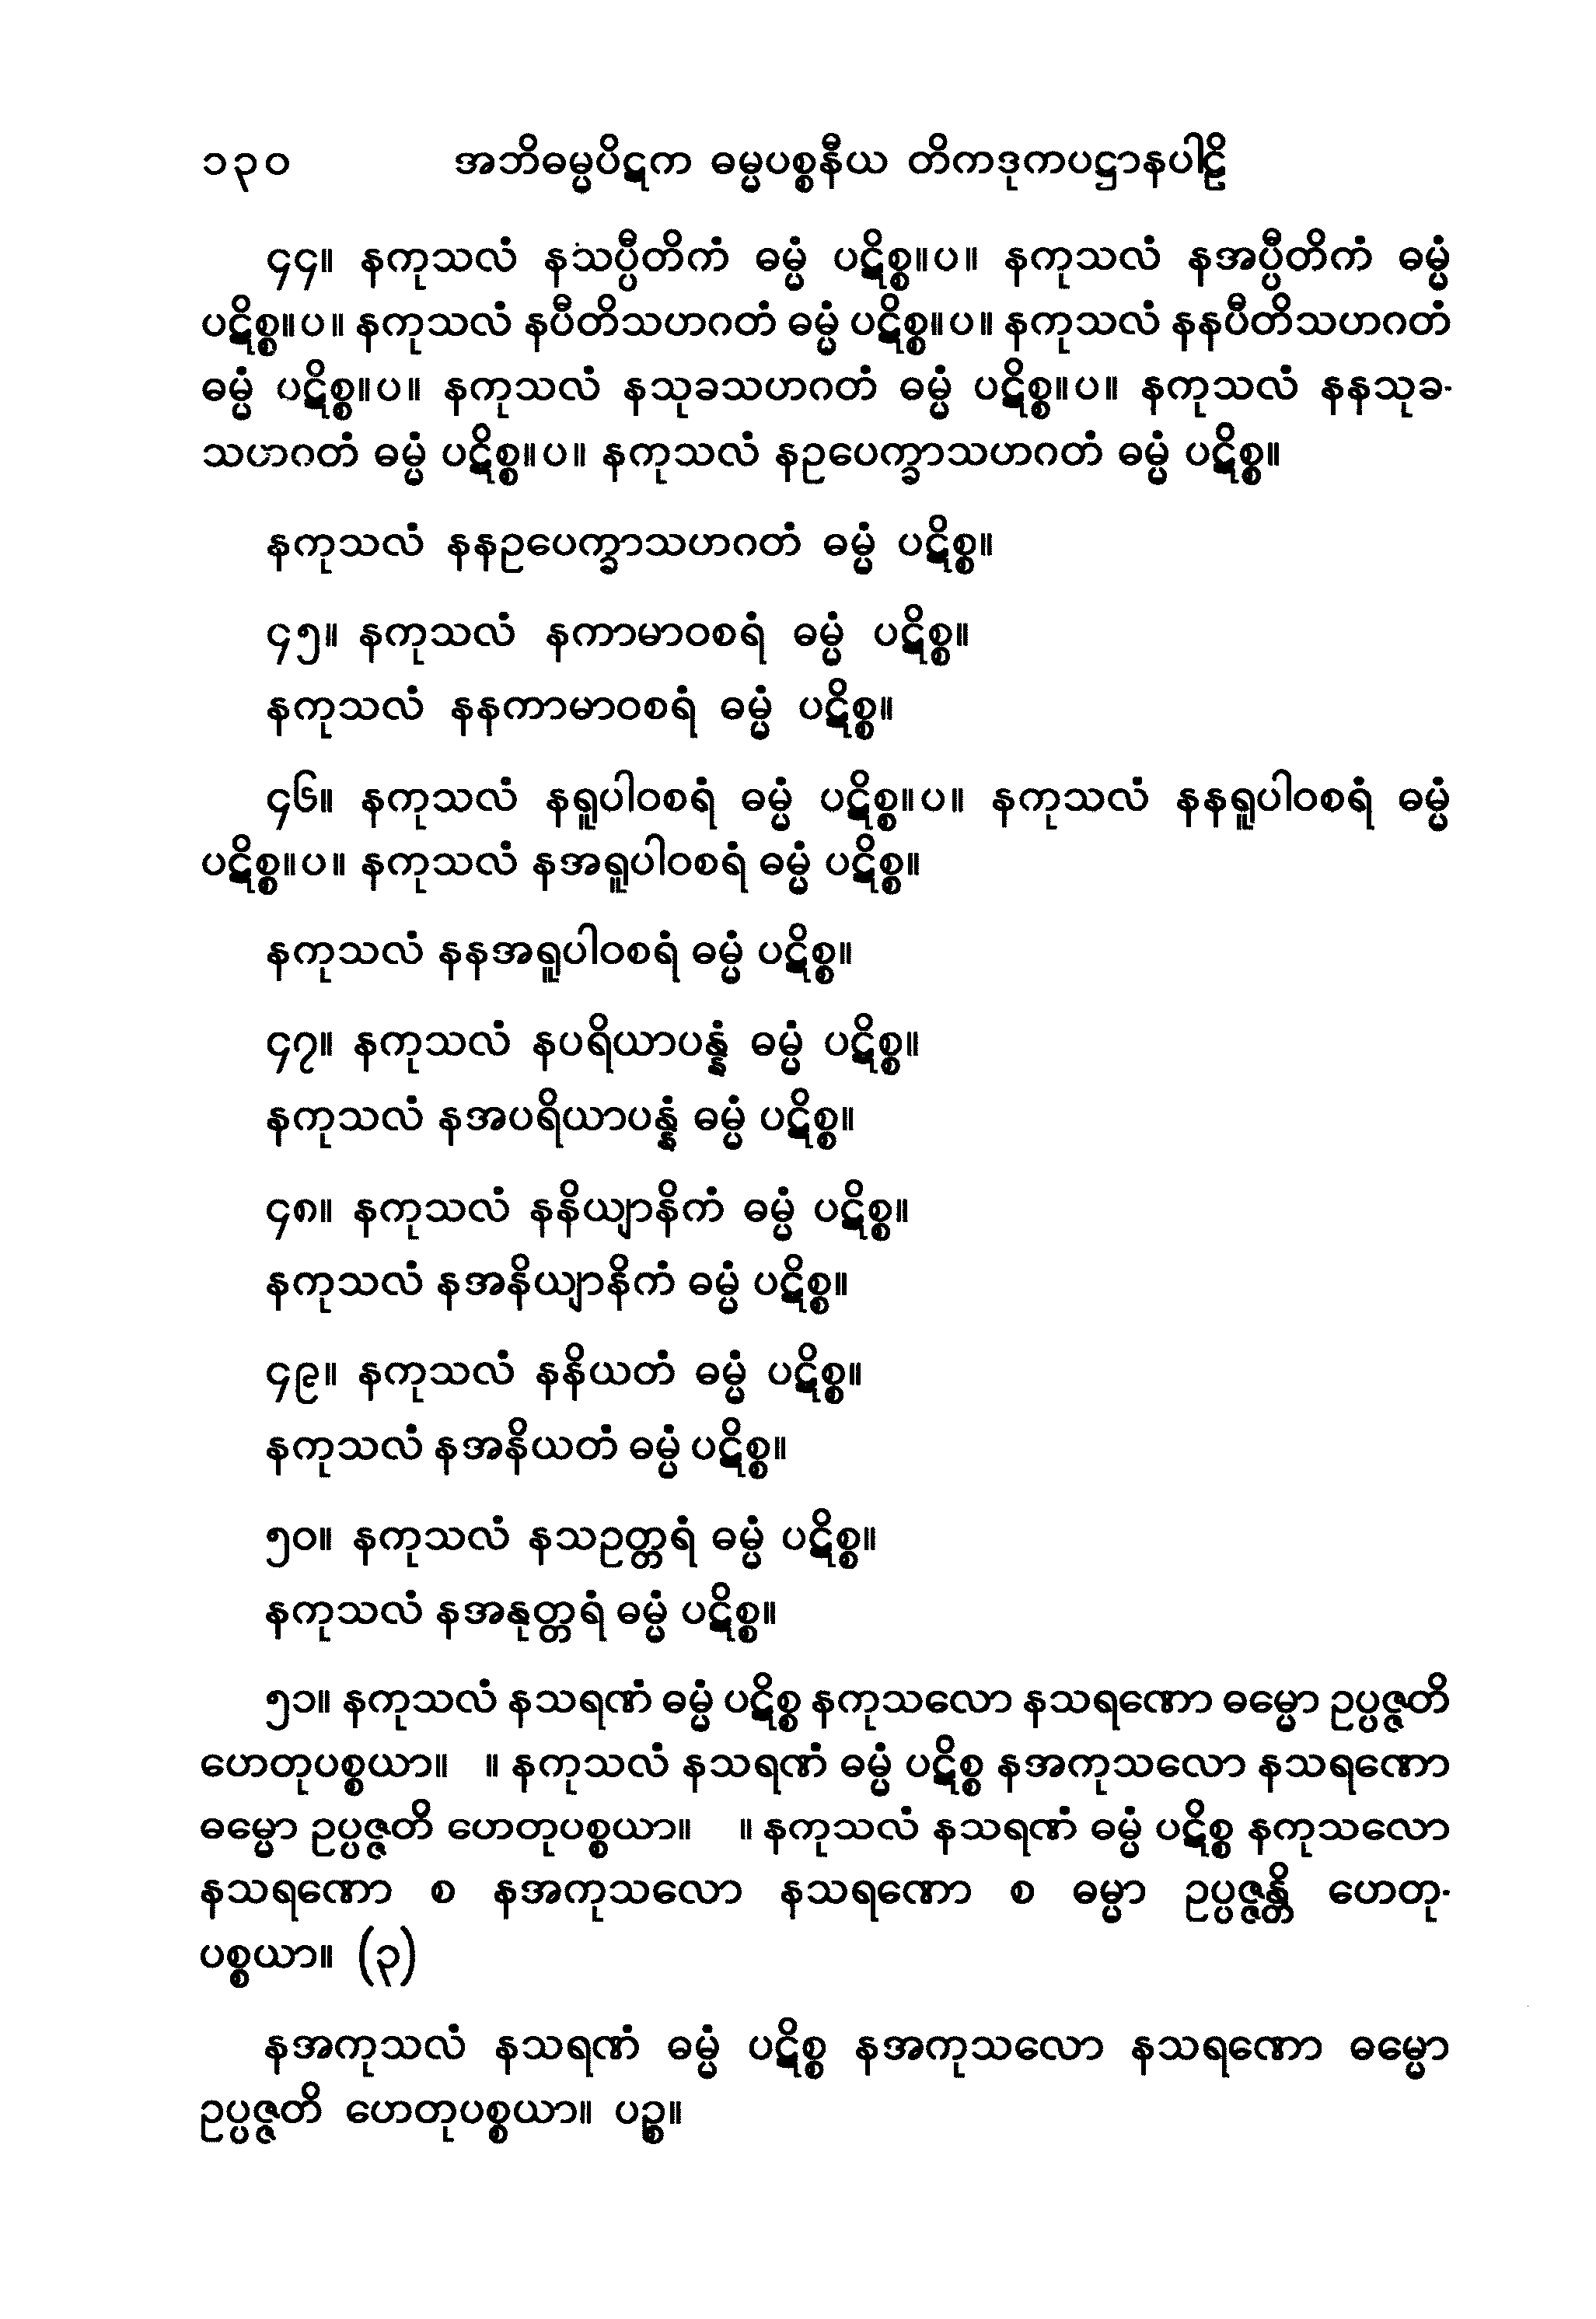 ၁၃၀ အဘိဓမ္မပိဋက ဓမ္မပစ္စနီယ တိကဒုကပဋ္ဌာနပါဠိ
၄၄။ နကုသလံ နသပ္ပီတိကံ ဓမ္မံ ပဋိစ္စ။ပ။ နကုသလံ နအပ္ပီတိကံ ဓမ္မံ
ပဋိစ္စ။ပ။ နကုသလံ နပီတိသဟဂတံ ဓမ္မံ ပဋိစ္စ။ပ။ နကုသလံ နနပီတိသဟဂတံ
ဓမ္မံ ပဋိစ္စ။ပ။ နကုသလံ နသုခသဟဂတံ ဓမ္မံ ပဋိစ္စ။ပ။ နကုသလံ နနသုခ-
သဟဂတံ ဓမ္မံ ပဋိစ္စ။ပ။ နကုသလံ နဥပေက္ခာသဟဂတံ ဓမ္မံ ပဋိစ္စ။
နကုသလံ နနဥပေက္ခာသဟဂတံ ဓမ္မံ ပဋိစ္စ။
၄၅။ နကုသလံ နကာမာဝစရံ ဓမ္မံ ပဋိစ္စ။
နကုသလံ နနကာမာဝစရံ ဓမ္မံ ပဋိစ္စ။
၄၆။ နကုသလံ နရူပါဝစရံ ဓမ္မံ ပဋိစ္စ။ပ။ နကုသလံ နနရူပါဝစရံ ဓမ္မံ
ပဋိစ္စ။ပ။ နကုသလံ နအရူပါဝစရံ ဓမ္မံ ပဋိစ္စ။
နကုသလံ နနအရူပါဝစရံ ဓမ္မံ ပဋိစ္စ။
၄၇။ နကုသလံ နပရိယာပန္နံ ဓမ္မံ ပဋိစ္စ။
နကုသလံ နအပရိယာပန္နံ ဓမ္မံ ပဋိစ္စ။
၄၈။ နကုသလံ နနိယျာနိကံ ဓမ္မံ ပဋိစ္စ။
နကုသလံ နအနိယျာနိကံ ဓမ္မံ ပဋိစ္စ။
၄၉။ နကုသလံ နနိယတံ ဓမ္မံ ပဋိစ္စ။
နကုသလံ နအနိယတံ ဓမ္မံ ပဋိစ္စ။
၅၀။ နကုသလံ နသဥတ္တရံ ဓမ္မံ ပဋိစ္စ။
နကုသလံ နအနုတ္တရံ ဓမ္မံ ပဋိစ္စ။
၅၁။ နကုသလံ နသရဏံ ဓမ္မံ ပဋိစ္စ နကုသလော နသရဏော ဓမ္မော ဥပ္ပဇ္ဇတိ
ဟေတုပစ္စယာ။ ။ နကုသလံ နသရဏံ ဓမ္မံ ပဋိစ္စ နအကုသလော နသရဏော
ဓမ္မော ဥပ္ပဇ္ဇတိ ဟေတုပစ္စယာ။ ။ နကုသလံ နသရဏံ ဓမ္မံ ပဋိစ္စ နကုသလော
နသရဏော စ နအကုသလော နသရဏော စ ဓမ္မာ ဥပ္ပဇ္ဇန္တိ ဟေတု-
ပစ္စယာ။ (၃)
နအကုသလံ နသရဏံ ဓမ္မံ ပဋိစ္စ နအကုသလော နသရဏော ဓမ္မော
ဥပ္ပဇ္ဇတိ ဟေတုပစ္စယာ။ ပဉ္စ။